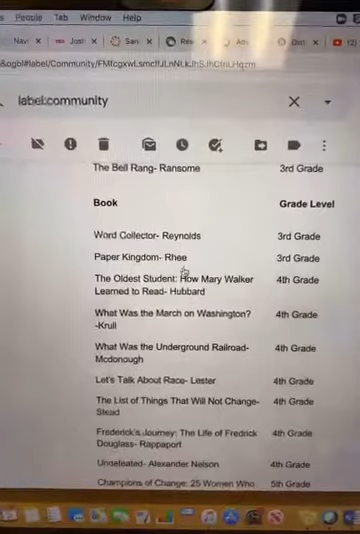 People Tab Window Help
label:community
The Bell Rang- Ransome 3rd Grade
Book Grade Level
Word Collector- Reynolds 3rd Grade
Paper Kingdom- Rhee 3rd Grade
The Oldest Student: How Mary Walker 4th Grade
Learned to Read- Hubbard
What Was the March on Washington? 4th Grade
-Krull
What Was the Underground Railroad- 4th Grade
Mcdonough
Let's Talk About Race- Lester 4th Grade
The List of Things That Will Not Change- 4th Grade
Stead
Frederick's Journey: The Life of Fredrick 4th Grade
Douglass- Rappaport
Undefeated- Alexander Nelson 4th Grade
Champions of Change: 25 Women Who 5th Grade